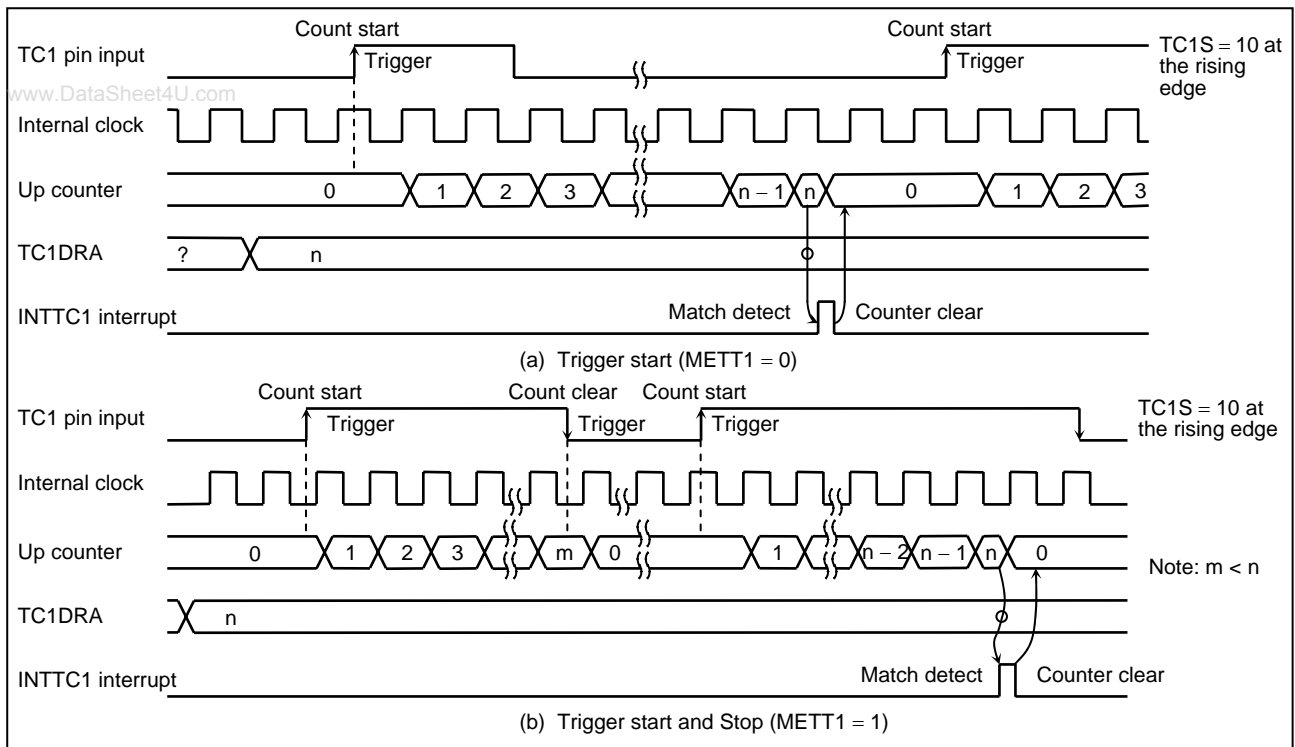 Count start Count start
TC1 pin input Trigger Trigger TC1S = 10 at
the rising
edge
www.DataSheet4U.com
Internal clock
Up counter 0 1 2 3 n − 1 n 0 1 2 3
TC1DRA ? n
INTTC1 interrupt Match detect Counter clear
(a) Trigger start (METT1 = 0)
Count start Count clear Count start
TC1 pin input Trigger Trigger Trigger TC1S = 10 at
the rising edge
Internal clock
Up counter 0 1 2 3 m 0 1 n − 2 n − 1 n 0
Note: m < n
TC1DRA n
INTTC1 interrupt Match detect Counter clear
(b) Trigger start and Stop (METT1 = 1)